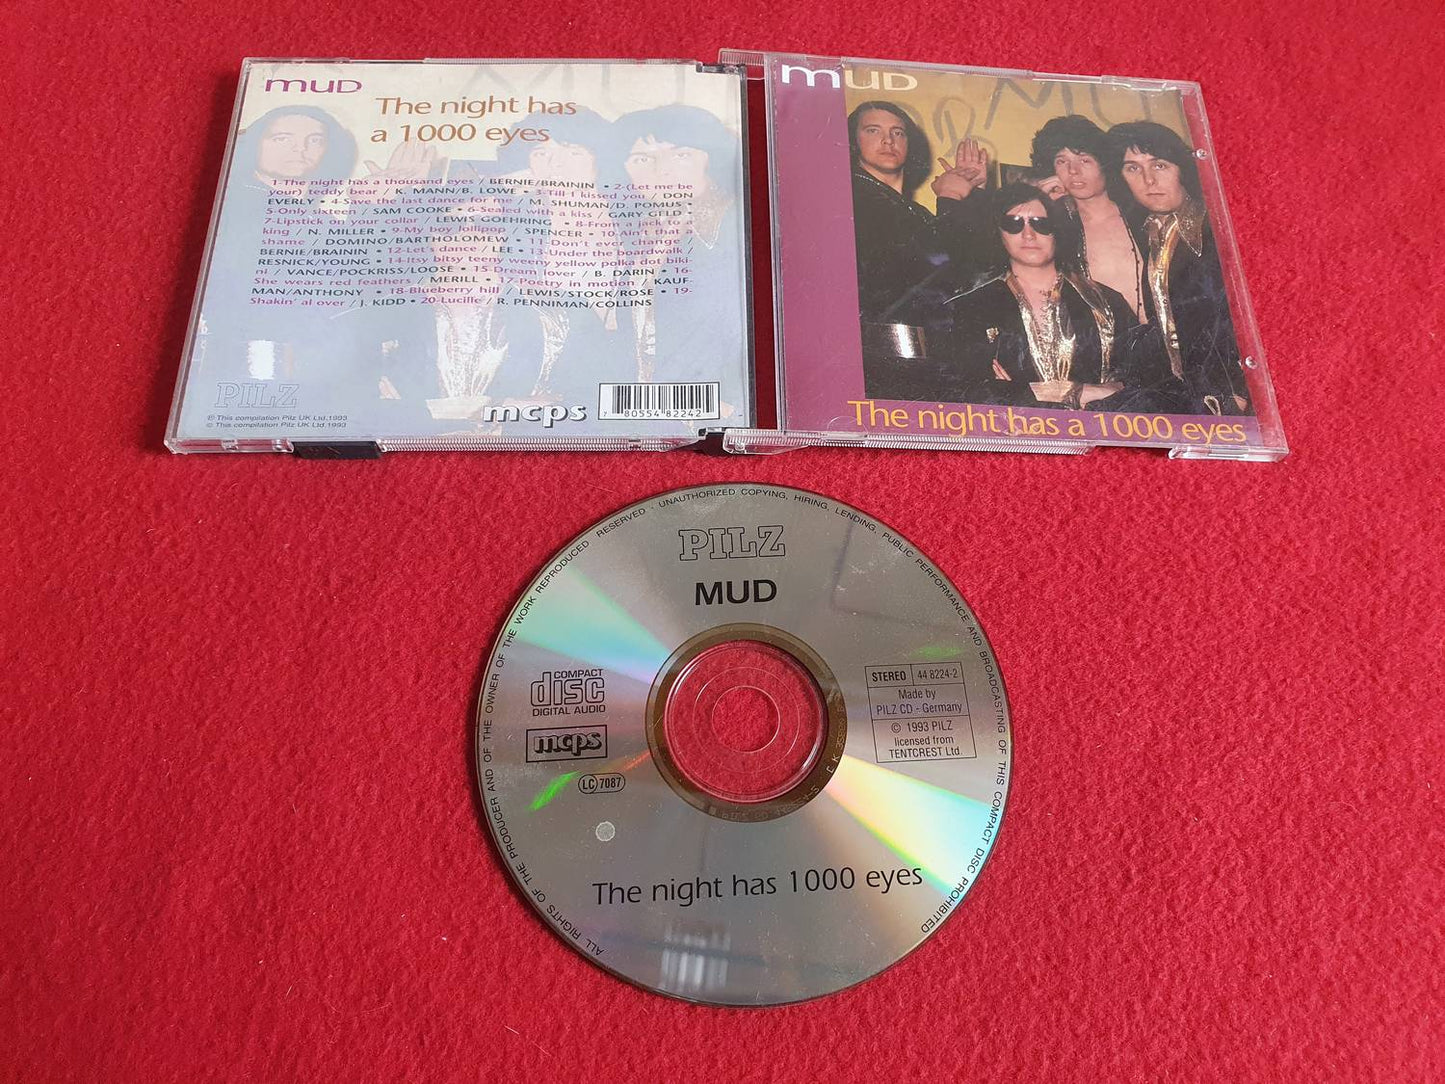 mUD
The night has
a 1000 eyes
1-The night has a thousand eyes / BERNIE/BRAININ • 2-(Let me be
your) teddy bear / K. MANN/B. LOWE • 3-Till I kissed you / DON
EVERLY • 4-Save the last dance for me / M. SHUMAN/D. POMUS •
5-Only sixteen / SAM COOKE • 6-Sealed with a kiss / GARY GELD •
7-Lipstick on your collar / LEWIS GOEHRING • 8-From a jack to a
king / N. MILLER • 9-My boy lollipop / SPENCER • 10-Ain't that a
shame / DOMINO/BARTHOLOMEW • 11-Don't ever change /
BERNIE/BRAININ • 12-Let's dance / LEE • 13-Under the boardwalk /
RESNICK/YOUNG • 14-Itsy bitsy teeny weeny yellow polka dot biki-
ni / VANCE/POCKRISS/LOOSE • 15-Dream lover / B. DARIN • 16-
She wears red feathers / MERILL • 17-Poetry in motion / KAUF-
MAN/ANTHONY • 18-Blueberry hill / LEWIS/STOCK/ROSE • 19-
Shakin' al over / J. KIDD • 20-Lucille / R. PENNIMAN/COLLINS
PILZ
℗ This compilation Pilz UK Ltd.1993
© This compilation Pilz UK Ltd.1993
mcps
7 80554 82242
mUD
The night has a 1000 eyes
ALL RIGHTS OF THE PRODUCER AND OF THE OWNER OF THE WORK REPRODUCED RESERVED - UNAUTHORIZED COPYING, HIRING, LENDING, PUBLIC PERFORMANCE AND BROADCASTING OF THIS COMPACT DISC PROHIBITED
PILZ
MUD
COMPACT
disc
DIGITAL AUDIO
mcps
LC 7087
STEREO 44 8224-2
Made by
PILZ CD - Germany
© 1993 PILZ
licensed from
TENTCREST Ltd.
The night has 1000 eyes